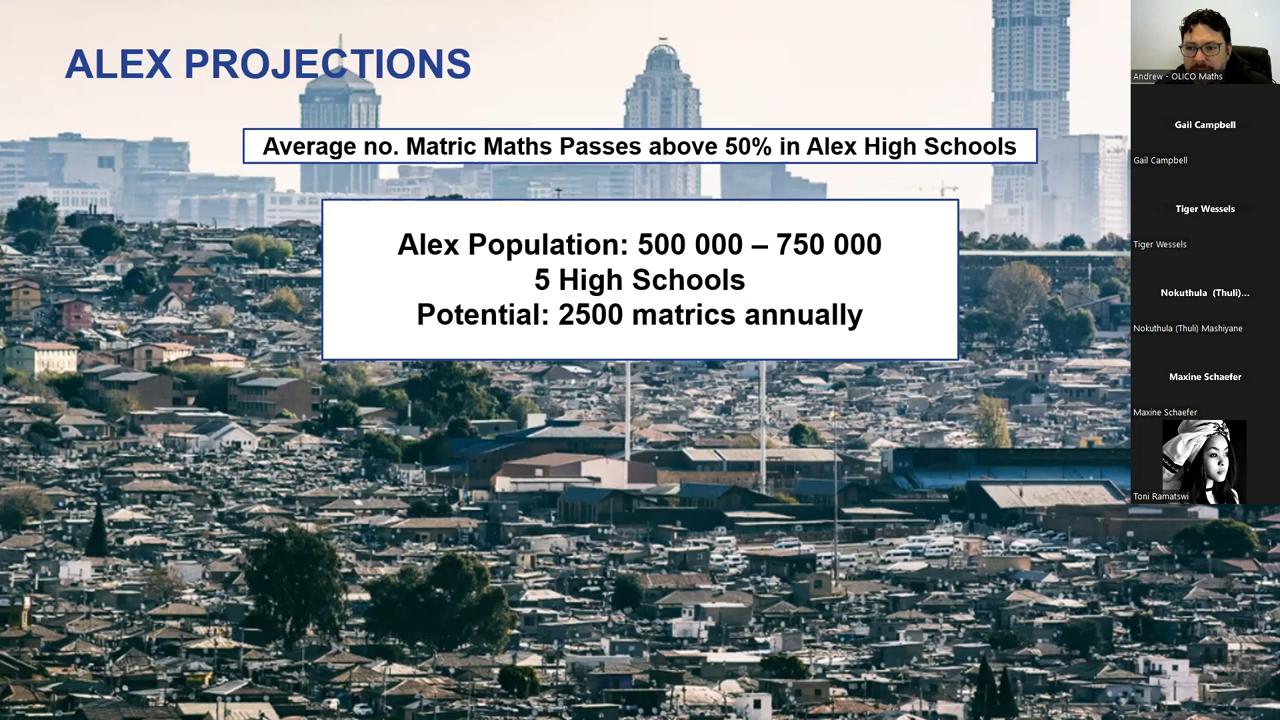 ALEX PROJECTIONS
Average no. Matric Maths Passes above 50% in Alex High Schools
Alex Population: 500 000 – 750 000
5 High Schools
Potential: 2500 matrics annually
Andrew - OLICO Maths
Gail Campbell
Gail Campbell
Tiger Wessels
Tiger Wessels
Nokuthula (Thuli)...
Nokuthula (Thuli) Mashiyane
Maxine Schaefer
Maxine Schaefer
Toni Ramatswi